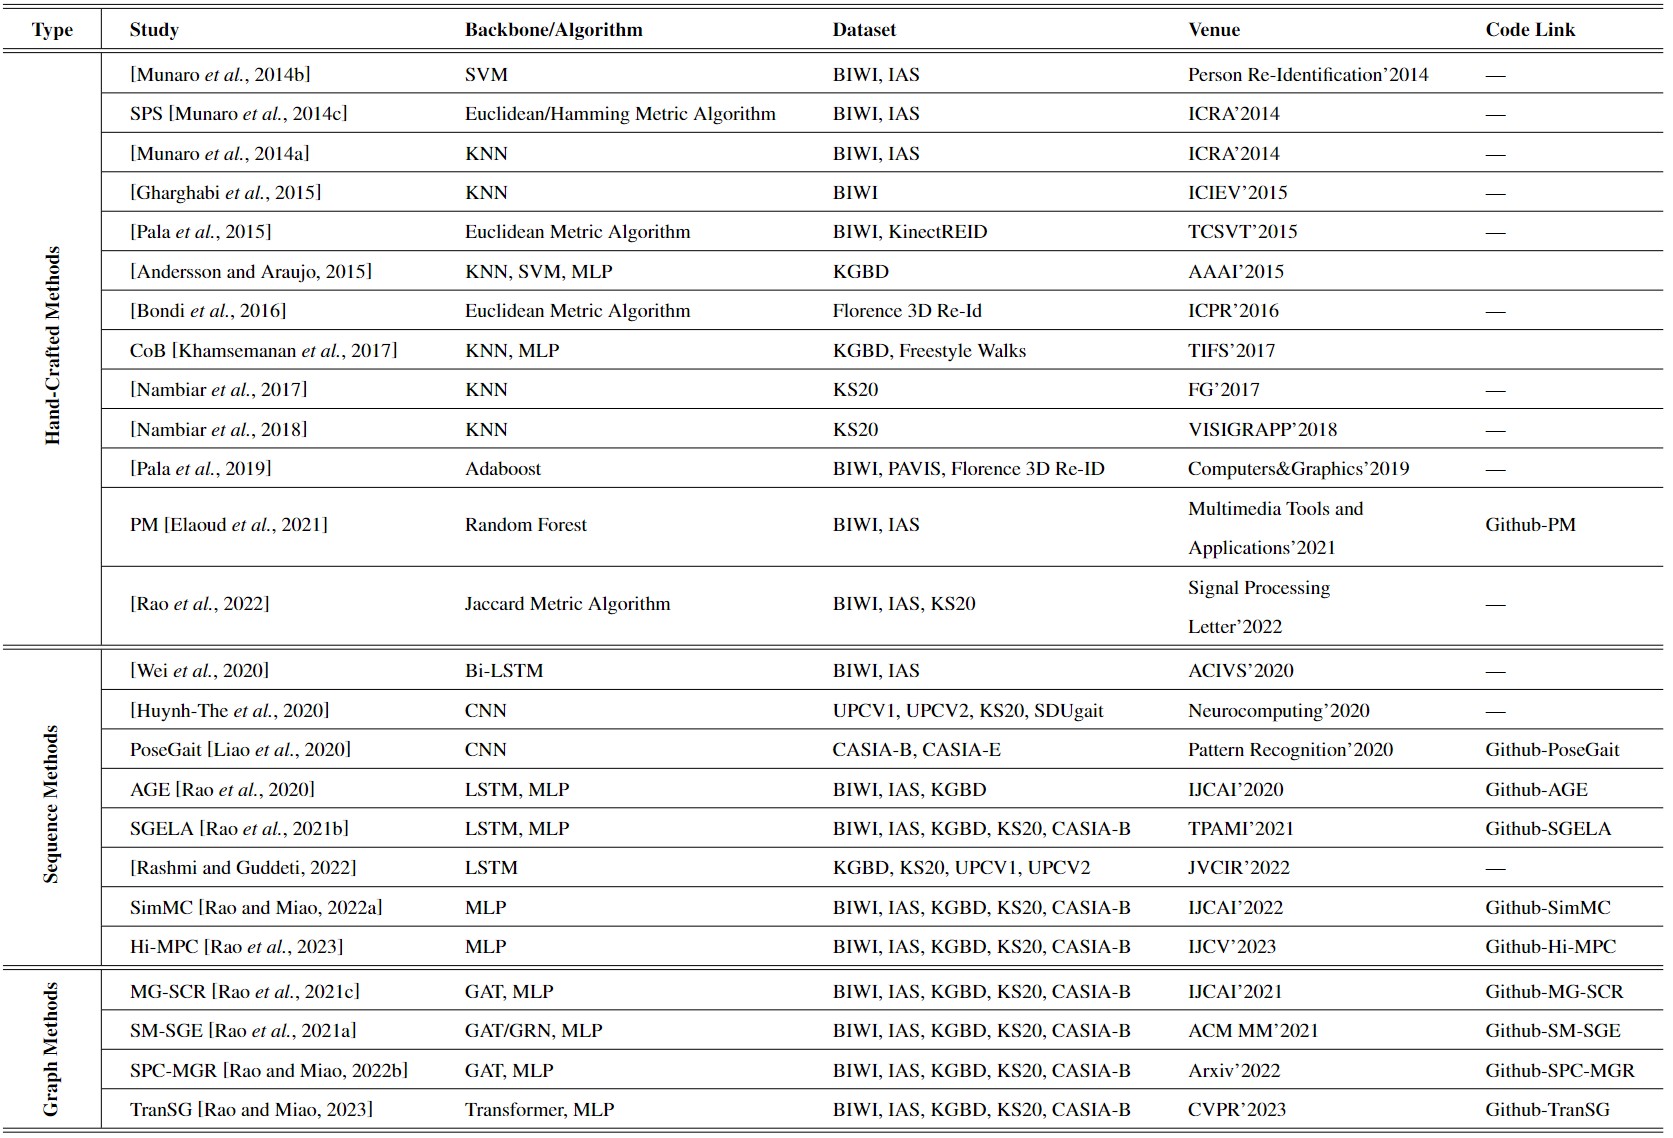 Type Study Backbone/Algorithm Dataset Venue Code Link
Hand-Crafted Methods
[Munaro et al., 2014b] SVM BIWI, IAS Person Re-Identification’2014 —
SPS [Munaro et al., 2014c] Euclidean/Hamming Metric Algorithm BIWI, IAS ICRA’2014 —
[Munaro et al., 2014a] KNN BIWI, IAS ICRA’2014 —
[Gharghabi et al., 2015] KNN BIWI ICIEV’2015 —
[Pala et al., 2015] Euclidean Metric Algorithm BIWI, KinectREID TCSVT’2015 —
[Andersson and Araujo, 2015] KNN, SVM, MLP KGBD AAAI’2015
[Bondi et al., 2016] Euclidean Metric Algorithm Florence 3D Re-Id ICPR’2016 —
CoB [Khamsemanan et al., 2017] KNN, MLP KGBD, Freestyle Walks TIFS’2017
[Nambiar et al., 2017] KNN KS20 FG’2017 —
[Nambiar et al., 2018] KNN KS20 VISIGRAPP’2018 —
[Pala et al., 2019] Adaboost BIWI, PAVIS, Florence 3D Re-ID Computers&Graphics’2019 —
PM [Elaoud et al., 2021] Random Forest BIWI, IAS Multimedia Tools and
Applications’2021 Github-PM
[Rao et al., 2022] Jaccard Metric Algorithm BIWI, IAS, KS20 Signal Processing
Letter’2022 —
Sequence Methods
[Wei et al., 2020] Bi-LSTM BIWI, IAS ACIVS’2020 —
[Huynh-The et al., 2020] CNN UPCV1, UPCV2, KS20, SDUgait Neurocomputing’2020 —
PoseGait [Liao et al., 2020] CNN CASIA-B, CASIA-E Pattern Recognition’2020 Github-PoseGait
AGE [Rao et al., 2020] LSTM, MLP BIWI, IAS, KGBD IJCAI’2020 Github-AGE
SGELA [Rao et al., 2021b] LSTM, MLP BIWI, IAS, KGBD, KS20, CASIA-B TPAMI’2021 Github-SGELA
[Rashmi and Guddeti, 2022] LSTM KGBD, KS20, UPCV1, UPCV2 JVCIR’2022 —
SimMC [Rao and Miao, 2022a] MLP BIWI, IAS, KGBD, KS20, CASIA-B IJCAI’2022 Github-SimMC
Hi-MPC [Rao et al., 2023] MLP BIWI, IAS, KGBD, KS20, CASIA-B IJCV’2023 Github-Hi-MPC
Graph Methods
MG-SCR [Rao et al., 2021c] GAT, MLP BIWI, IAS, KGBD, KS20, CASIA-B IJCAI’2021 Github-MG-SCR
SM-SGE [Rao et al., 2021a] GAT/GRN, MLP BIWI, IAS, KGBD, KS20, CASIA-B ACM MM’2021 Github-SM-SGE
SPC-MGR [Rao and Miao, 2022b] GAT, MLP BIWI, IAS, KGBD, KS20, CASIA-B Arxiv’2022 Github-SPC-MGR
TranSG [Rao and Miao, 2023] Transformer, MLP BIWI, IAS, KGBD, KS20, CASIA-B CVPR’2023 Github-TranSG